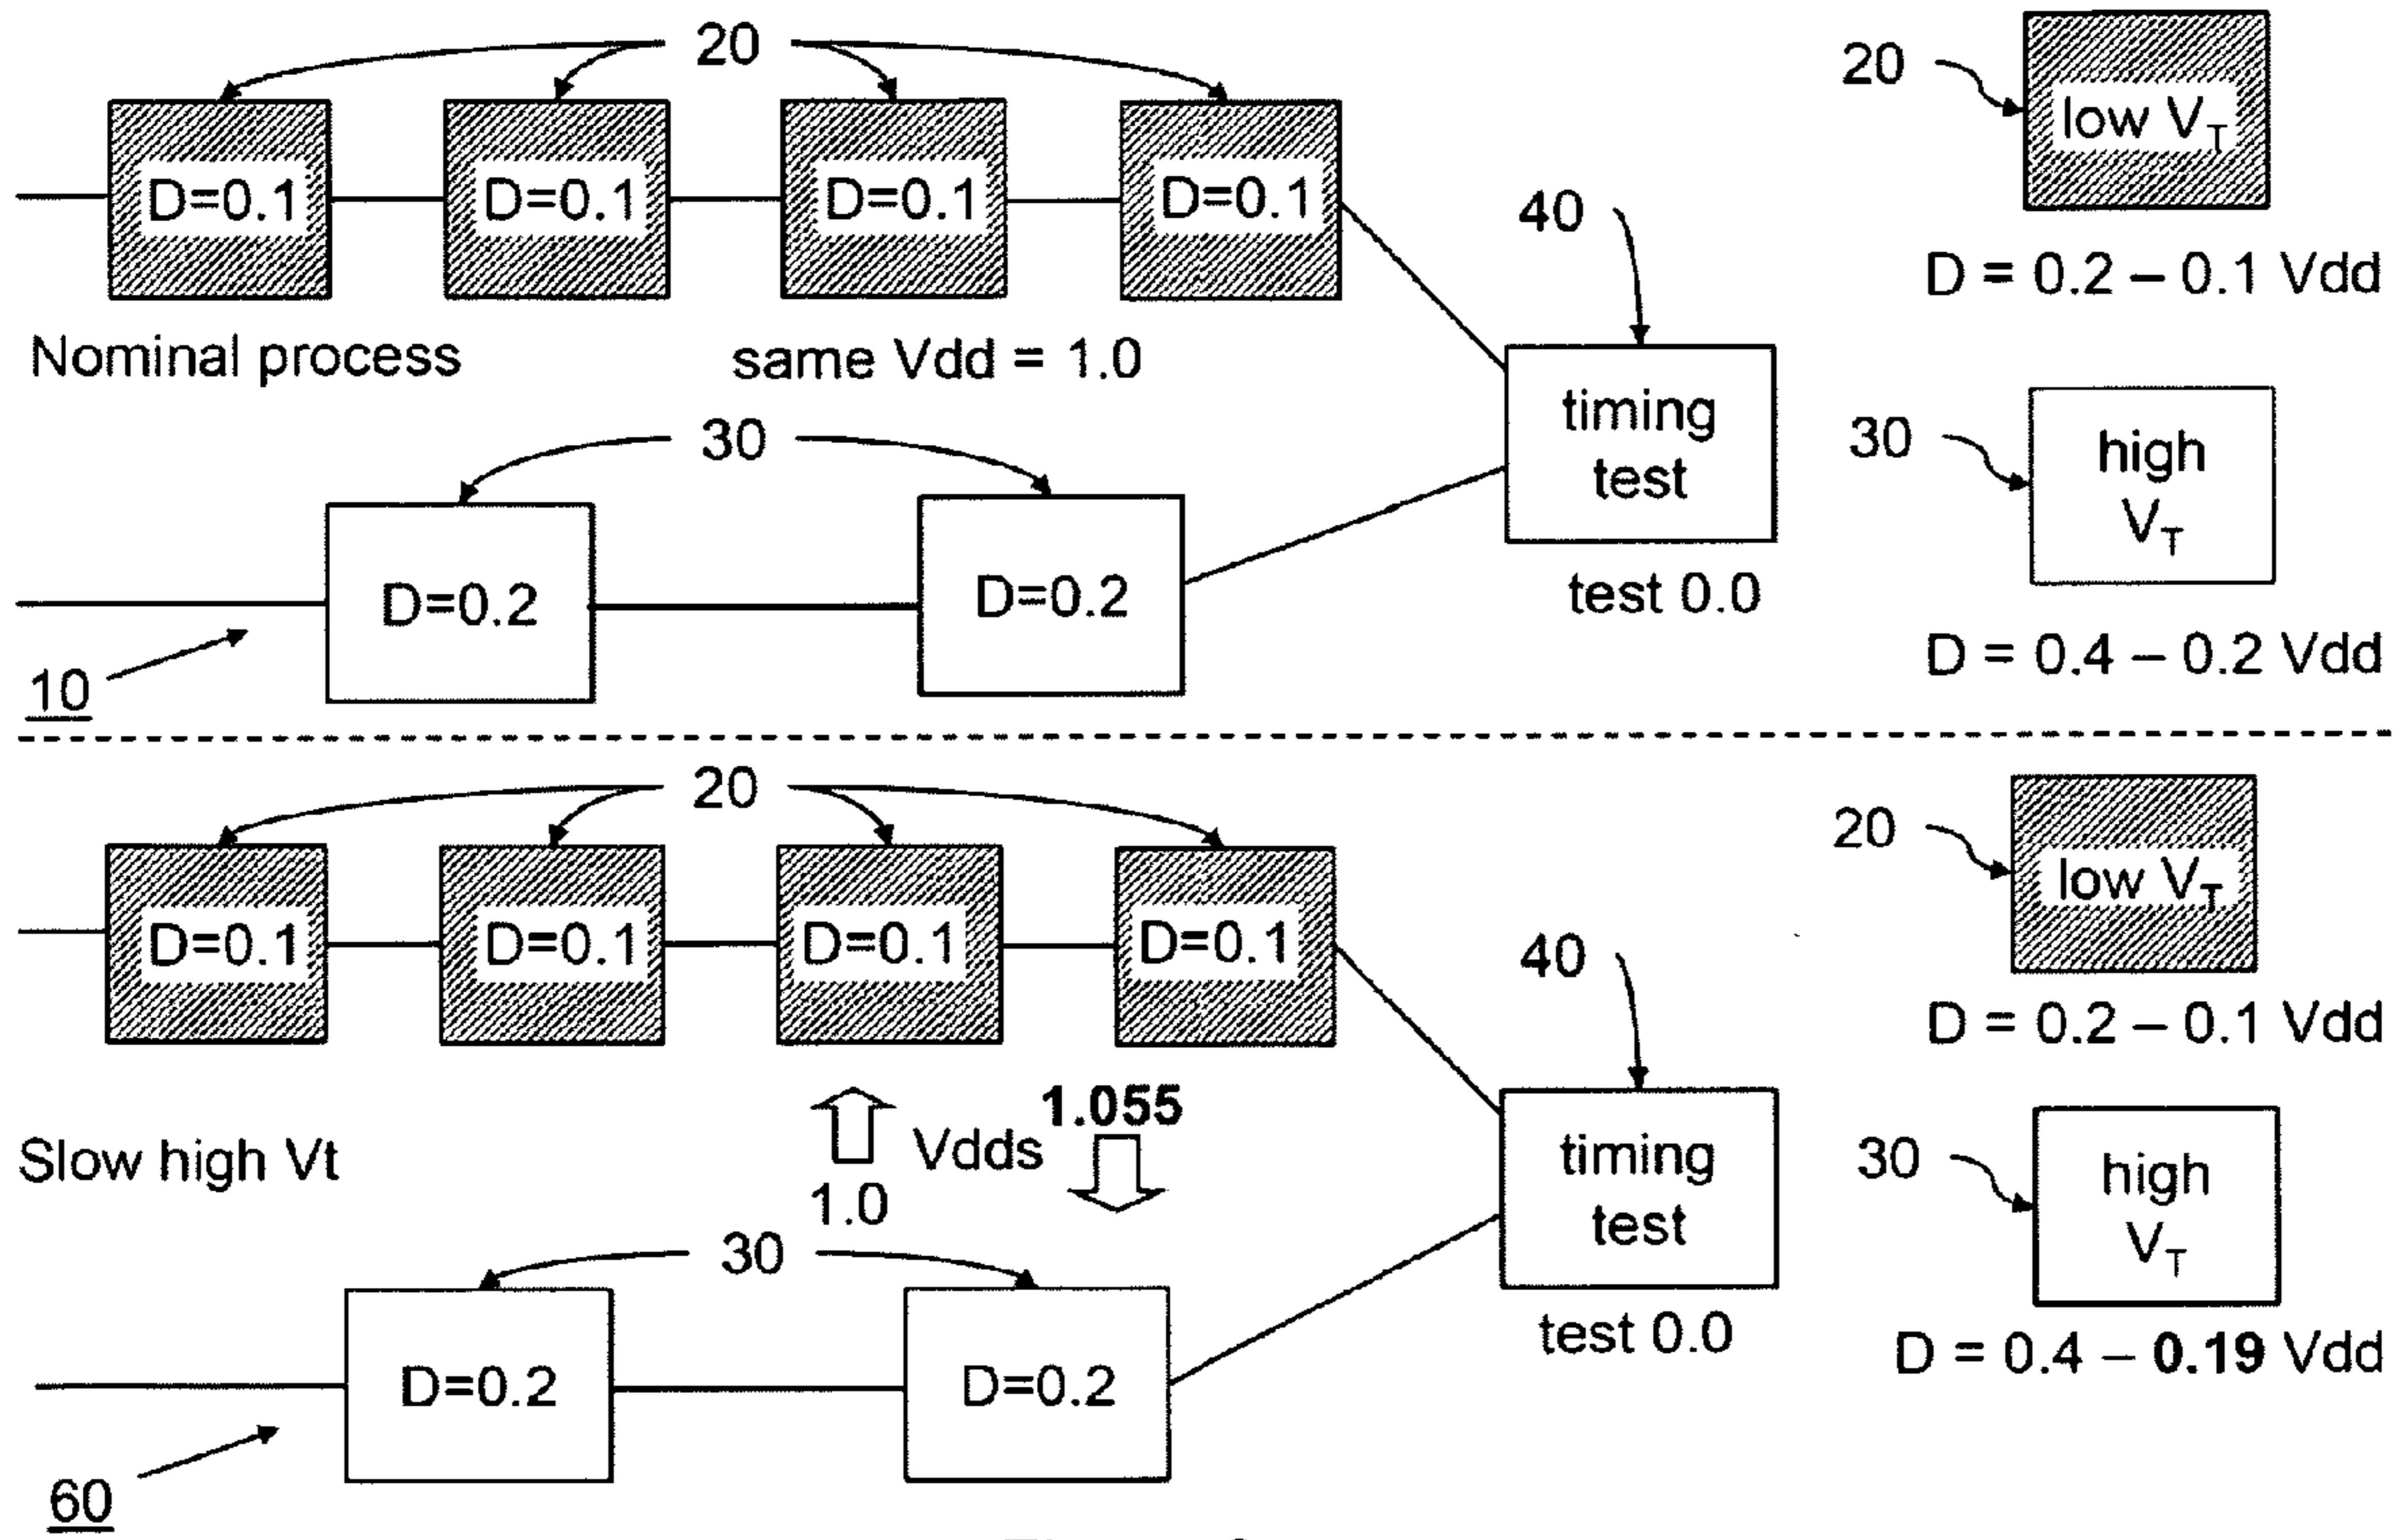 20
20
low V_T
D=0.1 D=0.1 D=0.1 D=0.1
40
D = 0.2 – 0.1 Vdd
Nominal process same Vdd = 1.0
timing
test
30
30
high
V_T
D=0.2 D=0.2
test 0.0
D = 0.4 – 0.2 Vdd
10
20
20
low V_T
D=0.1 D=0.1 D=0.1 D=0.1
40
D = 0.2 – 0.1 Vdd
1.055
Slow high Vt
Vdds
1.0
timing
test
30
high
V_T
30
test 0.0
D = 0.4 – 0.19 Vdd
D=0.2 D=0.2
60